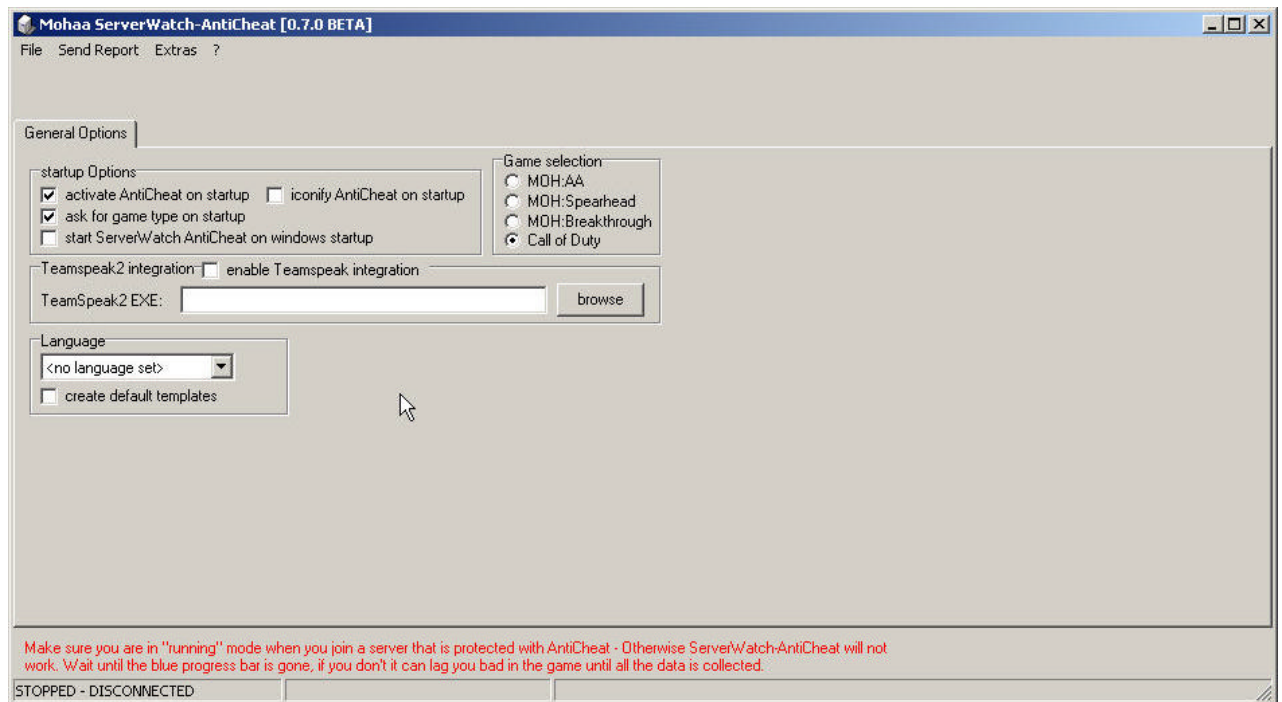 Mohaa ServerWatch-AntiCheat [0.7.0 BETA]
File Send Report Extras ?
General Options
startup Options
activate AntiCheat on startup iconify AntiCheat on startup
ask for game type on startup
start ServerWatch AntiCheat on windows startup
Game selection
MOH:AA
MOH:Spearhead
MOH:Breakthrough
Call of Duty
Teamspeak2 integration enable Teamspeak integration
TeamSpeak2 EXE: browse
Language
<no language set>
create default templates
Make sure you are in "running" mode when you join a server that is protected with AntiCheat - Otherwise ServerWatch-AntiCheat will not
work. Wait until the blue progress bar is gone, if you don't it can lag you bad in the game until all the data is collected.
STOPPED - DISCONNECTED